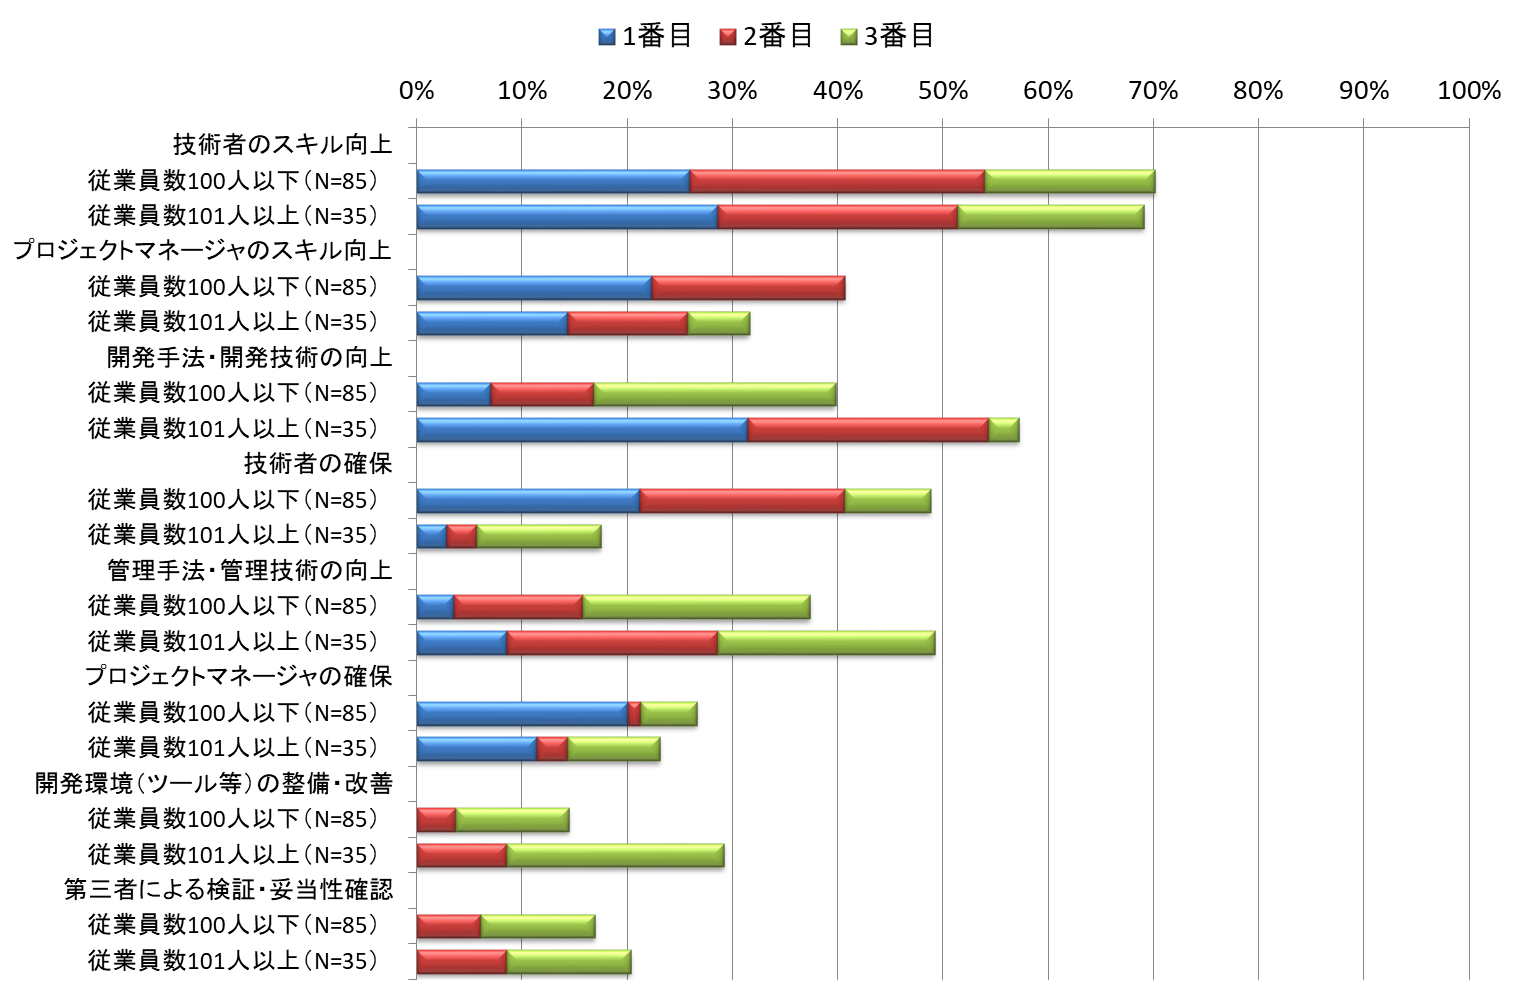 1番目 2番目 3番目
0% 10% 20% 30% 40% 50% 60% 70% 80% 90% 100%
技術者のスキル向上
従業員数100人以下（N=85）
従業員数101人以上（N=35）
プロジェクトマネージャのスキル向上
従業員数100人以下（N=85）
従業員数101人以上（N=35）
開発手法・開発技術の向上
従業員数100人以下（N=85）
従業員数101人以上（N=35）
技術者の確保
従業員数100人以下（N=85）
従業員数101人以上（N=35）
管理手法・管理技術の向上
従業員数100人以下（N=85）
従業員数101人以上（N=35）
プロジェクトマネージャの確保
従業員数100人以下（N=85）
従業員数101人以上（N=35）
開発環境（ツール等）の整備・改善
従業員数100人以下（N=85）
従業員数101人以上（N=35）
第三者による検証・妥当性確認
従業員数100人以下（N=85）
従業員数101人以上（N=35）